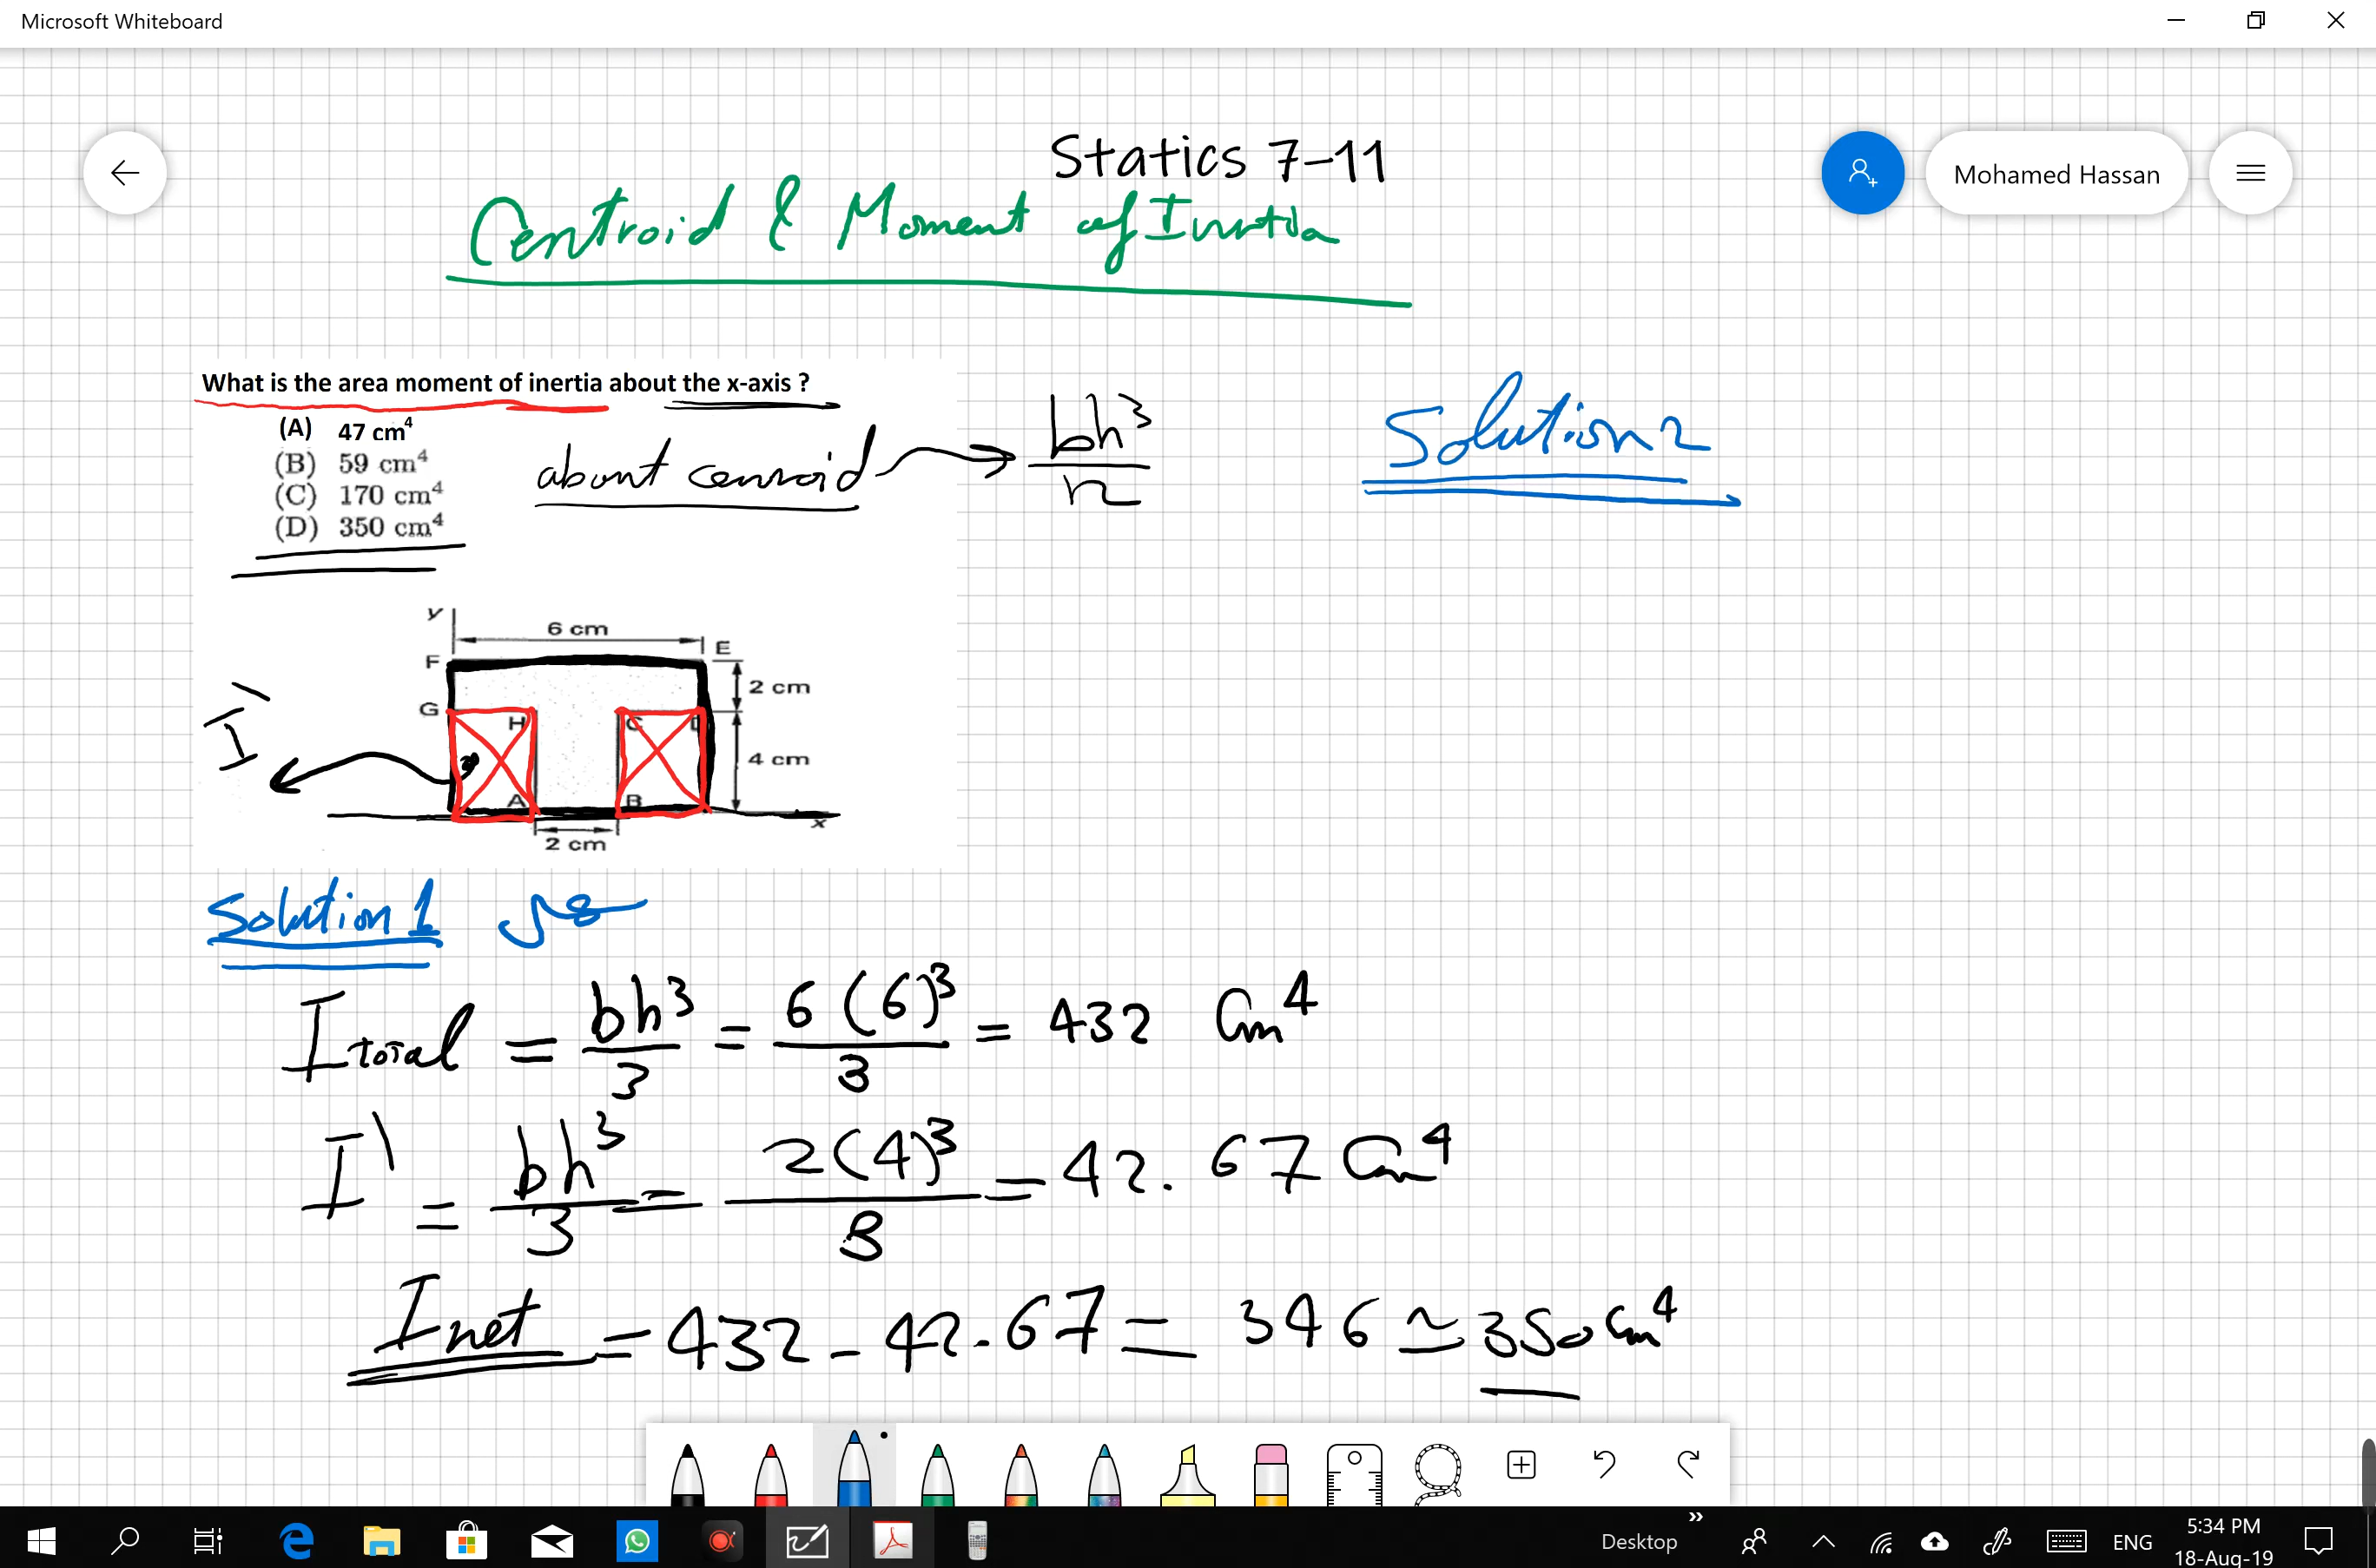 Microsoft Whiteboard
Statics 7-11
Mohamed Hassan
Centroid & Moment of Inertia
What is the area moment of inertia about the x-axis ?
(A) 47 cm⁴
(B) 59 cm⁴
(C) 170 cm⁴
(D) 350 cm⁴
about centroid → bh³/12
Solution 2
y
6 cm
F E
2 cm
G H C D
I'
4 cm
A B
x
2 cm
Solution 1
I total = bh³/3 = 6(6)³/3 = 432 Cm⁴
I' = bh³/3 = 2(4)³/3 = 42.67 Cm⁴
I net = 432 - 42.67 = 346 ≃ 350 Cm⁴
Desktop
ENG
5:34 PM
18-Aug-19